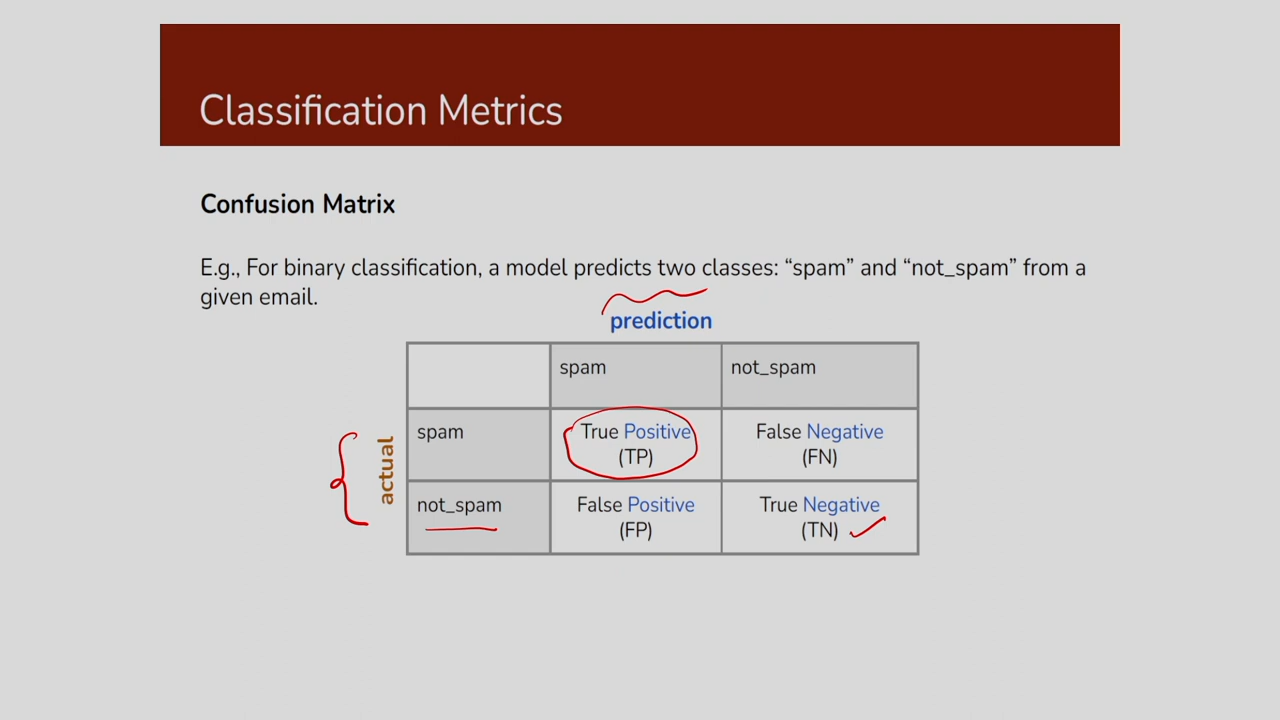 Classification Metrics
Confusion Matrix
E.g., For binary classification, a model predicts two classes: “spam” and “not_spam” from a
given email.
prediction
spam not_spam
actual
spam True Positive (TP) False Negative (FN)
not_spam False Positive (FP) True Negative (TN)